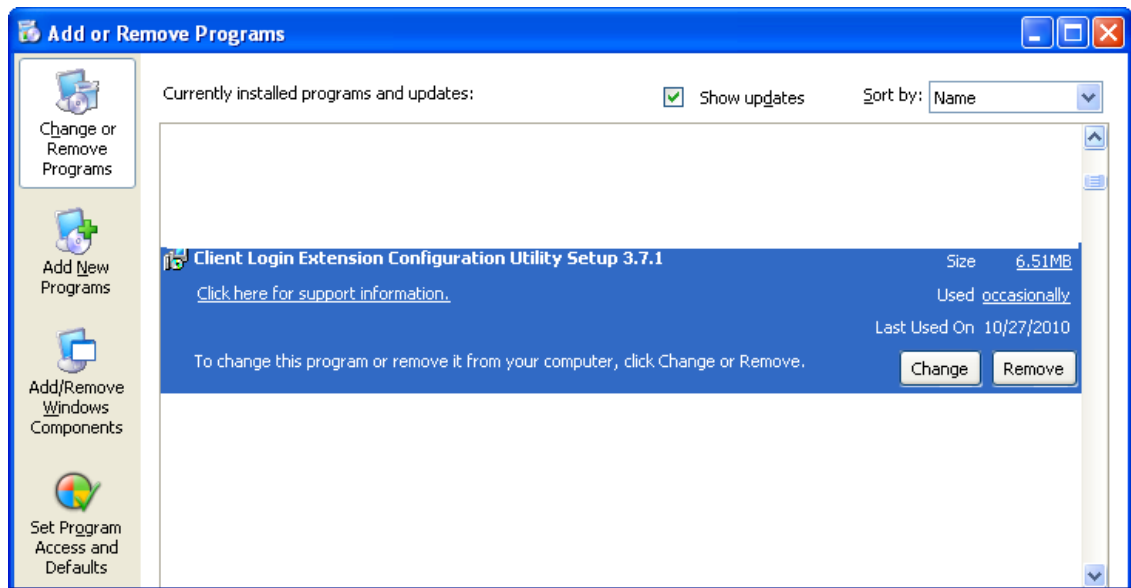 Add or Remove Programs
Change or
Remove
Programs
Currently installed programs and updates:
Show updates
Sort by:
Name
Client Login Extension Configuration Utility Setup 3.7.1
Size
6.51MB
Click here for support information.
Used occasionally
Last Used On 10/27/2010
To change this program or remove it from your computer, click Change or Remove.
Change
Remove
Add New
Programs
Add/Remove
Windows
Components
Set Program
Access and
Defaults